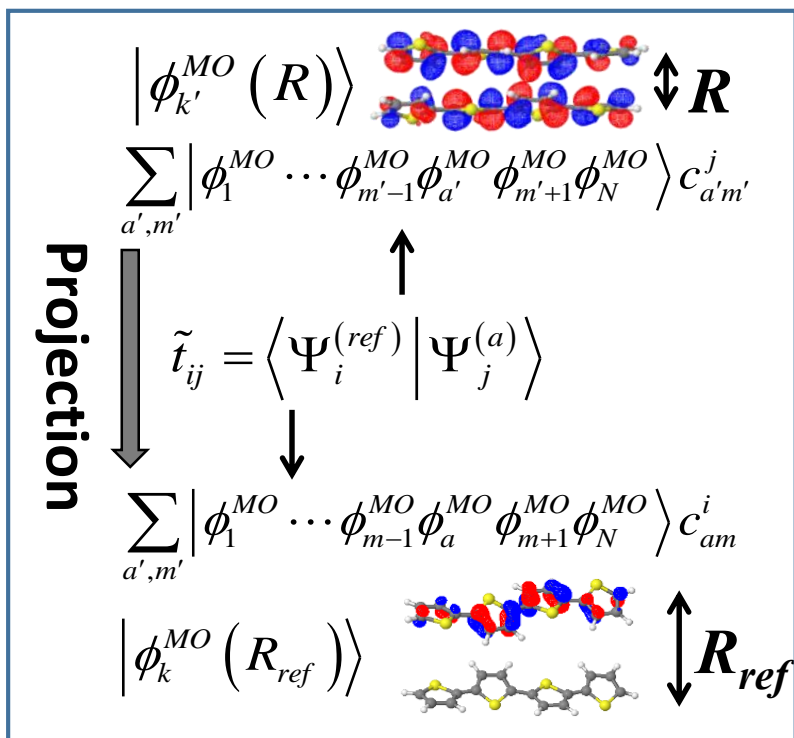 |ϕ_{k'}^{MO}(R)⟩ R
∑_{a',m'} |ϕ_1^{MO} ⋯ ϕ_{m'-1}^{MO} ϕ_{a'}^{MO} ϕ_{m'+1}^{MO} ϕ_N^{MO}⟩ c_{a'm'}^{j}
Projection
t̃_{ij} = ⟨Ψ_i^{(ref)} | Ψ_j^{(a)}⟩
∑_{a',m'} |ϕ_1^{MO} ⋯ ϕ_{m-1}^{MO} ϕ_a^{MO} ϕ_{m+1}^{MO} ϕ_N^{MO}⟩ c_{am}^{i}
|ϕ_k^{MO}(R_{ref})⟩ R_{ref}